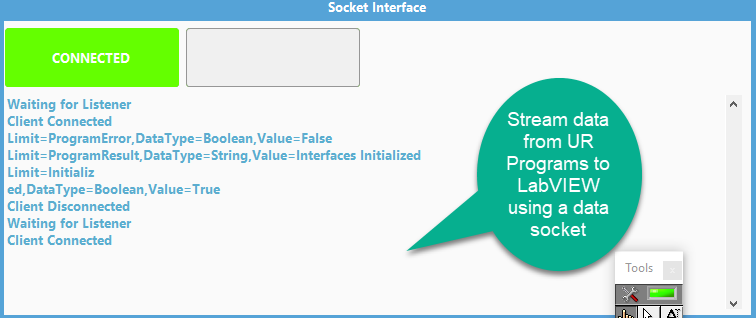 Socket Interface
CONNECTED
Waiting for Listener
Client Connected
Limit=ProgramError,DataType=Boolean,Value=False
Limit=ProgramResult,DataType=String,Value=Interfaces Initialized
Limit=Initializ
ed,DataType=Boolean,Value=True
Client Disconnected
Waiting for Listener
Client Connected
Stream data
from UR
Programs to
LabVIEW
using a data
socket
Tools